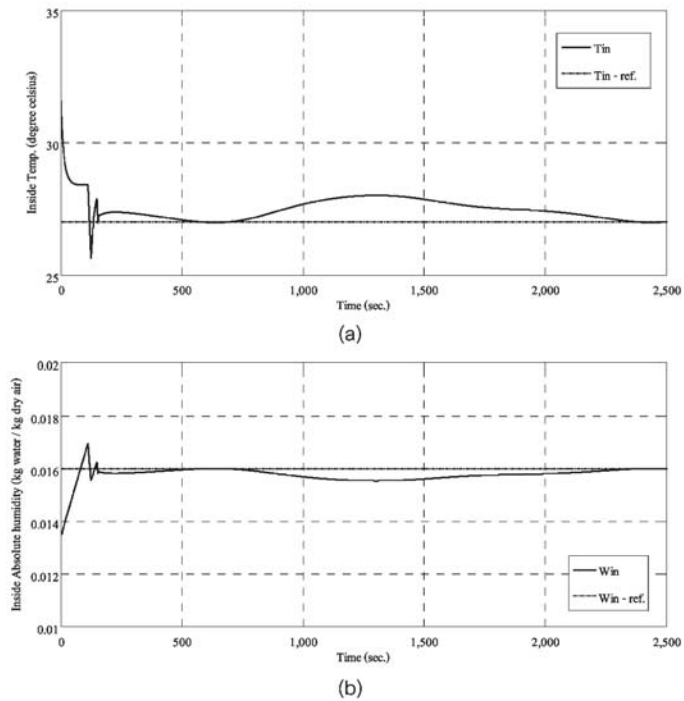 35
30
25
Inside Temp. (degree celsius)
Tin
Tin - ref.
0
500
1,000
1,500
2,000
2,500
Time (sec.)
(a)
0.02
0.018
0.016
0.014
0.012
0.01
Inside Absolute humidity (kg water / kg dry air)
Win
Win - ref.
0
500
1,000
1,500
2,000
2,500
Time (sec.)
(b)